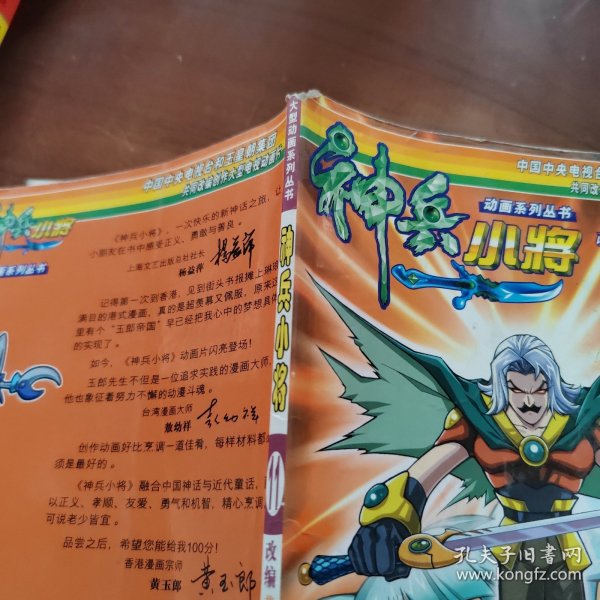 中国中央电视台和玉皇朝集团
共同改编创作大型电视动画片
神兵
小将
动画系列丛书
《神兵小将》，一次快乐的新神话之旅，让
小朋友在书中感受正义、勇敢与善良。
上海文艺出版总社社长
杨益萍
记得第一次到香港，见到街头书报摊上琳琅
满目的港式漫画，真的是超羡慕又佩服，原来这
里有个“玉郎帝国”早已经把我心中的梦想具体
的实现了。
如今，《神兵小将》动画片闪亮登场！
玉郎先生不但是一位追求实践的漫画大师，
他也象征着努力不懈的动漫斗魂。
台湾漫画大师
敖幼祥
创作动画好比烹调一道佳肴，每样材料都必
须是最好的。
《神兵小将》融合中国神话与近代童话，
以正义、孝顺、友爱、勇气和机智，精心烹调，
可说老少皆宜。
品尝之后，希望您能给我100分！
香港漫画宗师
黄玉郎
黄玉郎
大型动画系列丛书
神兵小将
11
改编
中国中央电视台
共同改
神兵
动画系列丛书
小将
孔夫子旧书网
www.kongfz.com